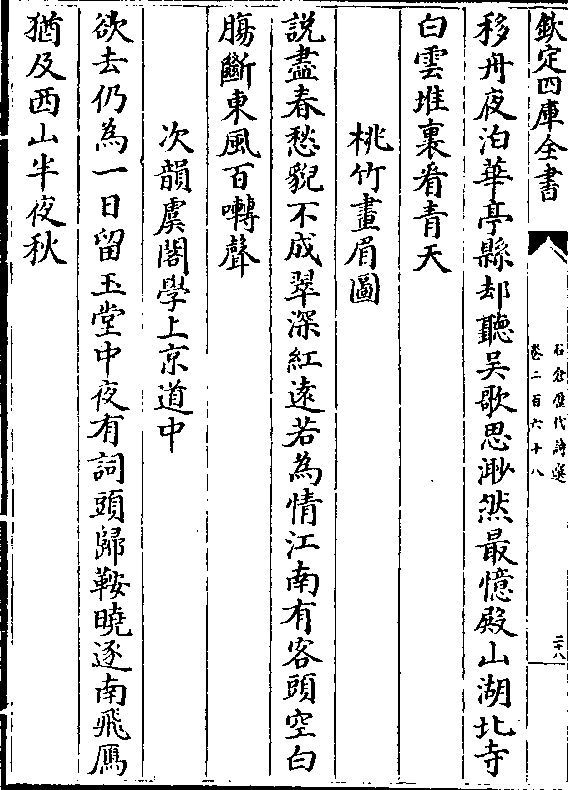 欽定四庫全書
石倉歷代詩選
卷二百六十八
二十八
移舟夜泊華亭縣却聽吳歌思渺然最憶殿山湖北寺
白雲堆裏看青天
桃竹畫眉圖
説盡春愁貌不成翠深紅遠若為情江南有客頭空白
腸斷東風百囀聲
次韻虞閣學上京道中
欲去仍為一日留玉堂中夜有詞頭歸鞍曉逐南飛鴈
猶及西山半夜秋